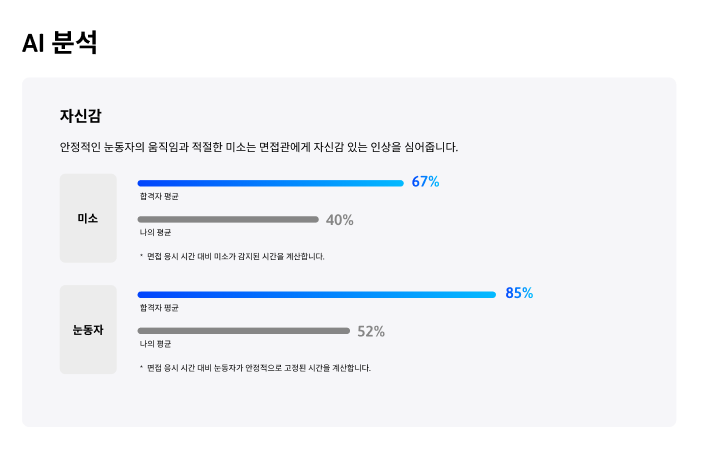 AI 분석
자신감
안정적인 눈동자의 움직임과 적절한 미소는 면접관에게 자신감 있는 인상을 심어줍니다.
미소
67%
합격자 평균
40%
나의 평균
* 면접 응시 시간 대비 미소가 감지된 시간을 계산합니다.
눈동자
85%
합격자 평균
52%
나의 평균
* 면접 응시 시간 대비 눈동자가 안정적으로 고정된 시간을 계산합니다.